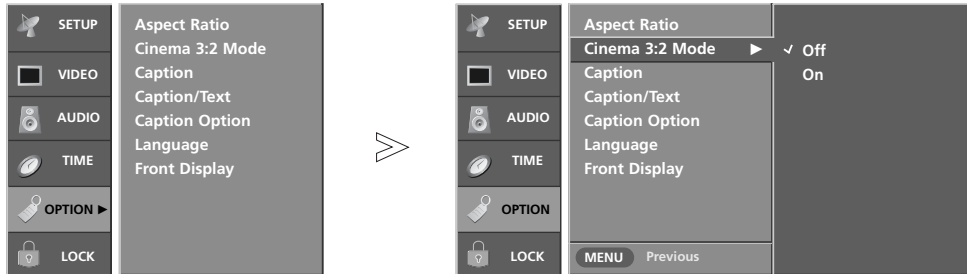 SETUP
VIDEO
AUDIO
TIME
OPTION ►
LOCK
Aspect Ratio
Cinema 3:2 Mode
Caption
Caption/Text
Caption Option
Language
Front Display
SETUP
VIDEO
AUDIO
TIME
OPTION
LOCK
Aspect Ratio
Cinema 3:2 Mode ►
Caption
Caption/Text
Caption Option
Language
Front Display
MENU Previous
✓ Off
On